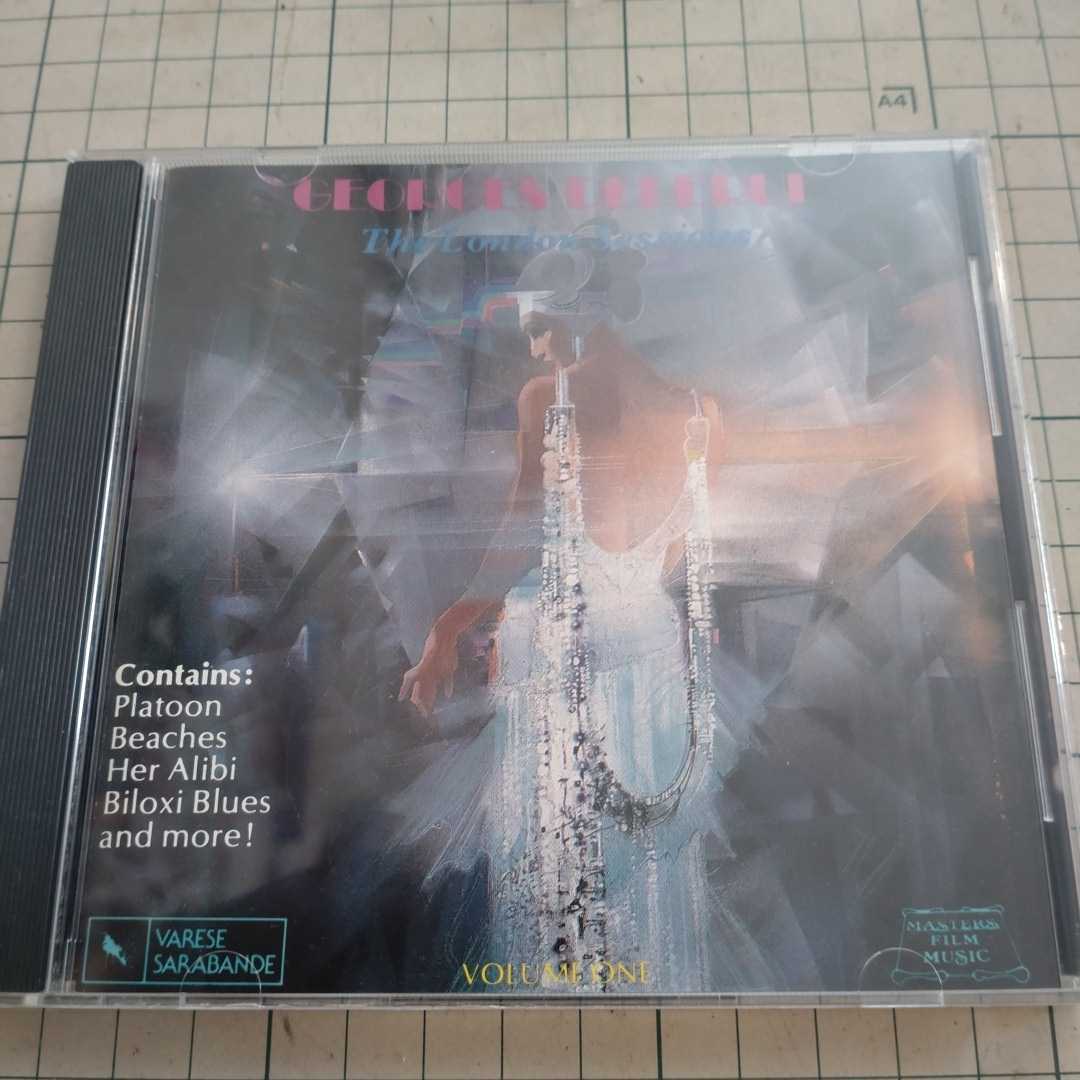 A4
GEORGES DELERUE
The London Sessions
Contains:
Platoon
Beaches
Her Alibi
Biloxi Blues
and more!
VARESE
SARABANDE
VOLUME ONE
MASTERS
FILM
MUSIC